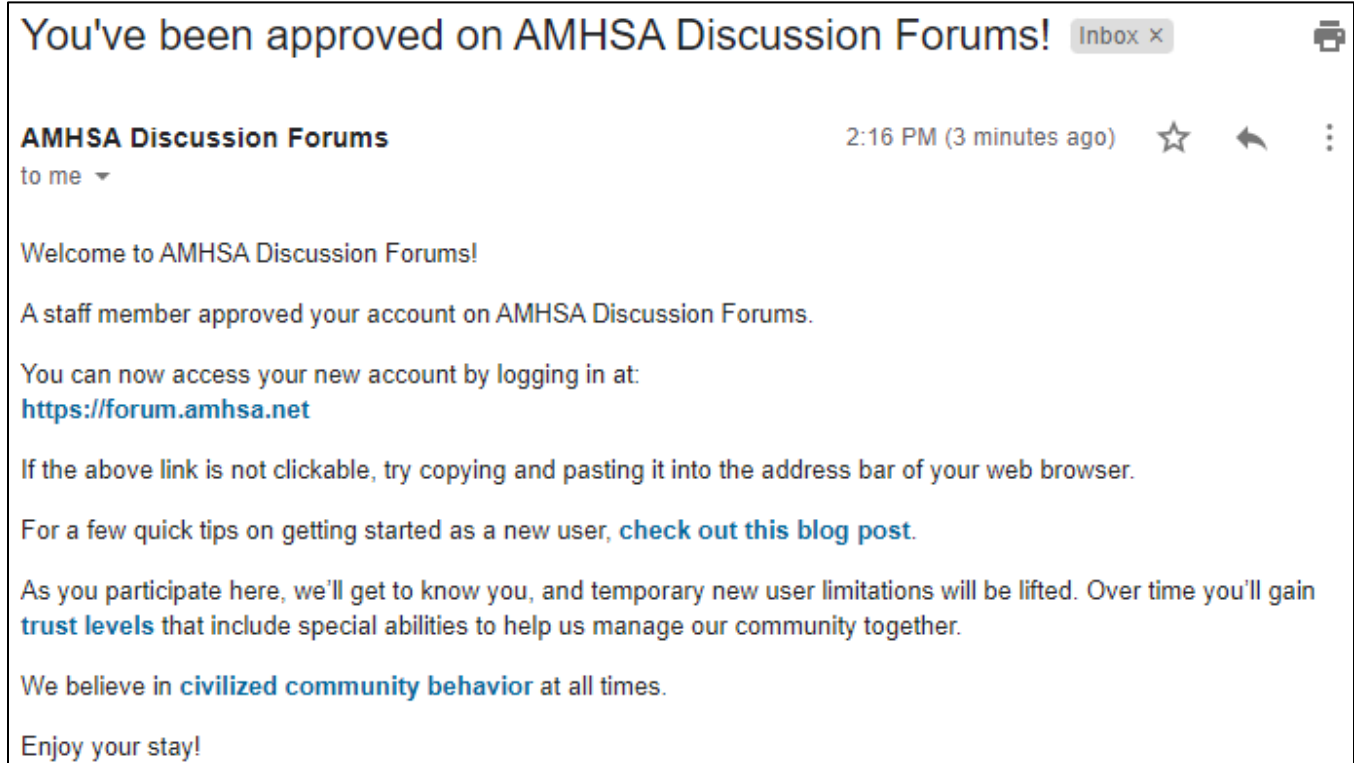 You've been approved on AMHSA Discussion Forums! Inbox ×
AMHSA Discussion Forums 2:16 PM (3 minutes ago)
to me
Welcome to AMHSA Discussion Forums!
A staff member approved your account on AMHSA Discussion Forums.
You can now access your new account by logging in at:
https://forum.amhsa.net
If the above link is not clickable, try copying and pasting it into the address bar of your web browser.
For a few quick tips on getting started as a new user, check out this blog post.
As you participate here, we’ll get to know you, and temporary new user limitations will be lifted. Over time you’ll gain
trust levels that include special abilities to help us manage our community together.
We believe in civilized community behavior at all times.
Enjoy your stay!